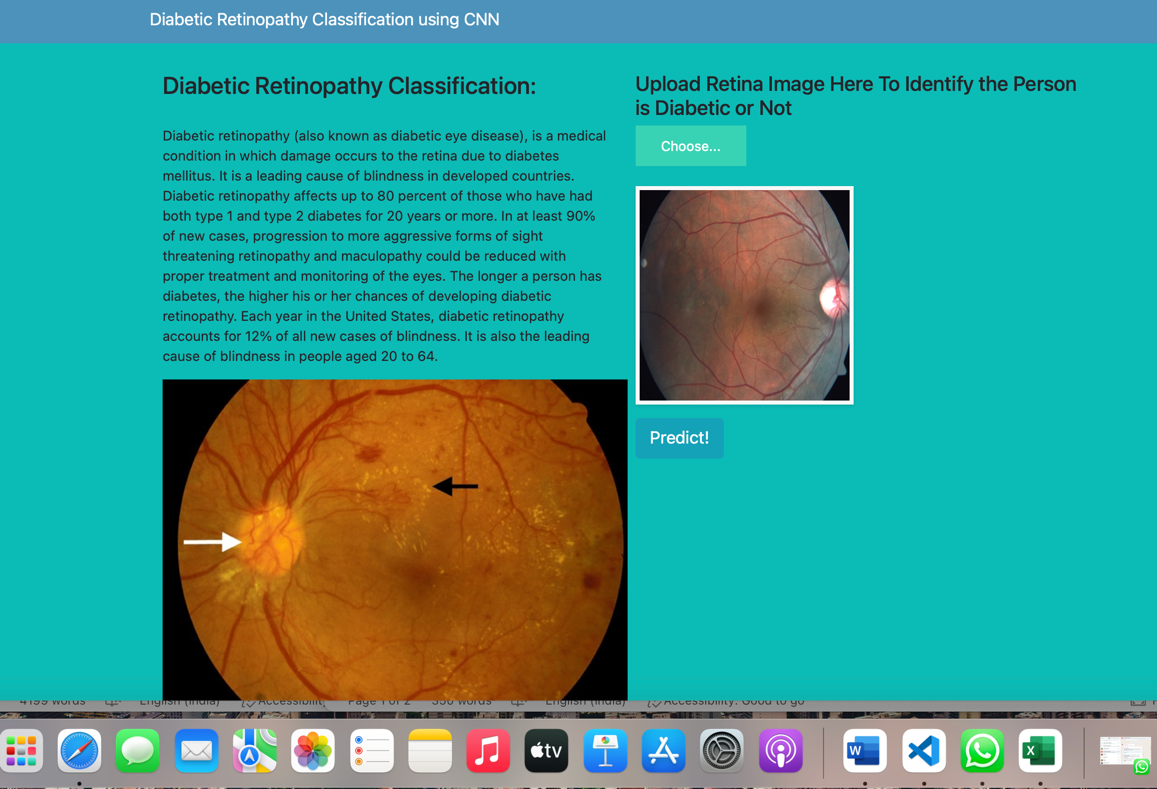 Diabetic Retinopathy Classification using CNN
Diabetic Retinopathy Classification:
Diabetic retinopathy (also known as diabetic eye disease), is a medical
condition in which damage occurs to the retina due to diabetes
mellitus. It is a leading cause of blindness in developed countries.
Diabetic retinopathy affects up to 80 percent of those who have had
both type 1 and type 2 diabetes for 20 years or more. In at least 90%
of new cases, progression to more aggressive forms of sight
threatening retinopathy and maculopathy could be reduced with
proper treatment and monitoring of the eyes. The longer a person has
diabetes, the higher his or her chances of developing diabetic
retinopathy. Each year in the United States, diabetic retinopathy
accounts for 12% of all new cases of blindness. It is also the leading
cause of blindness in people aged 20 to 64.
Upload Retina Image Here To Identify the Person
is Diabetic or Not
Choose...
Predict!
4199 words English (India) Accessibility Page 1 of 2 350 words English (India) Accessibility: Good to go
tv
W
X